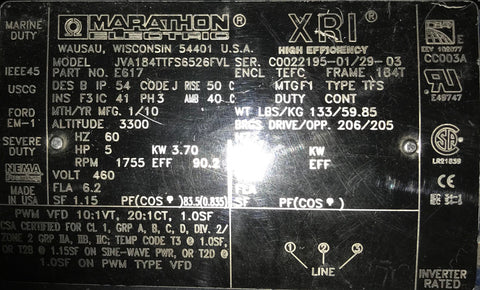 MARINE DUTY
IEEE45
USCG
FORD EM-1
SEVERE DUTY
NEMA Premium
MADE IN USA
MARATHON ELECTRIC
WAUSAU, WISCONSIN 54401 U.S.A.
XRI
HIGH EFFICIENCY
MODEL JVA184TTFS6526FVL SER. C0022195-01/29-03
PART NO. E617 ENCL TEFC FRAME 184T
DES B IP 54 CODE J RISE 50 C MTG F1 TYPE TFS
INS F3IC 41 PH 3 AMB 40 C DUTY CONT
MTH/YR MFG. 1/10 WT LBS/KG 133/59.85
ALTITUDE 3300 BRGS DRIVE/OPP. 206/205
HZ 60 HZ
HP 5 KW 3.70 KW
RPM 1755 EFF 90.2 EFF
VOLT 460
FLA 6.2
SF 1.15 PF(COS φ) 83.5(0.835) SF PF(COS φ)
PWM VFD 10:1VT, 20:1CT, 1.0SF
CSA CERTIFIED FOR CL 1, GRP A, B, C, D, DIV. 2/
ZONE 2 GRP IIA, IIB, IIC; TEMP CODE T3 @ 1.0SF,
OR T2B @ 1.15SF ON SINE-WAVE PWR, OR T2D @
1.0SF ON PWM TYPE VFD
1 2 3
LINE
CC003A
UR
E49747
CSA
LR21839
CE
INVERTER RATED